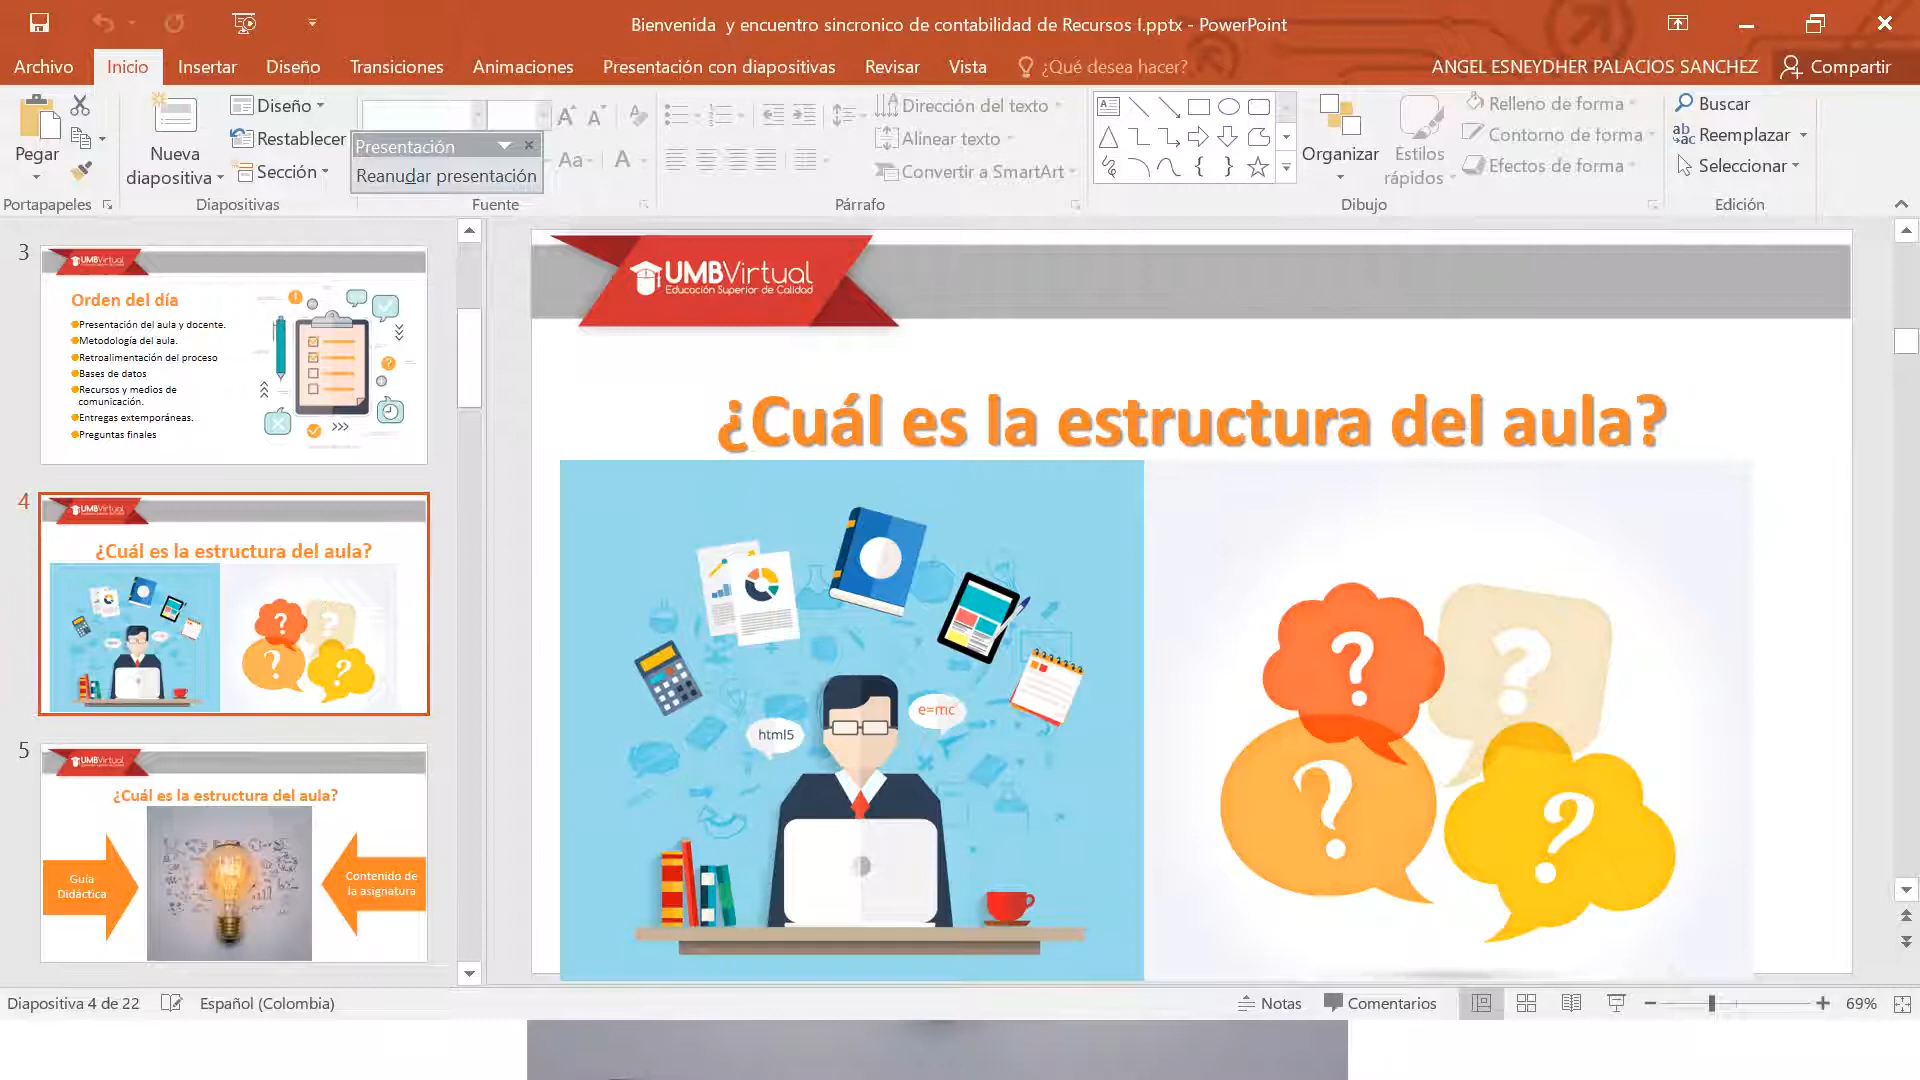 Bienvenida  y encuentro sincronico de contabilidad de Recursos I.pptx - PowerPoint
Archivo
Inicio
Insertar
Diseño
Transiciones
Animaciones
Presentación con diapositivas
Revisar
Vista
¿Qué desea hacer?
ANGEL ESNEYDHER PALACIOS SANCHEZ
Compartir
Pegar
Nueva
diapositiva
Diseño
Restablecer
Sección
Presentación
Reanudar presentación
Aa
A
Dirección del texto
Alinear texto
Convertir a SmartArt
Organizar
Estilos
rápidos
Relleno de forma
Contorno de forma
Efectos de forma
Buscar
Reemplazar
Seleccionar
Portapapeles
Diapositivas
Fuente
Párrafo
Dibujo
Edición
3
UMBVirtual
Orden del día
Presentación del aula y docente.
Metodología del aula.
Retroalimentación del proceso
Bases de datos
Recursos y medios de
comunicación.
Entregas extemporáneas.
Preguntas finales
4
UMBVirtual
¿Cuál es la estructura del aula?
5
UMBVirtual
¿Cuál es la estructura del aula?
Guía
Didáctica
Contenido de
la asignatura
UMBVirtual
Educación Superior de Calidad
¿Cuál es la estructura del aula?
html5
e=mc
? ? ? ?
Diapositiva 4 de 22
Español (Colombia)
Notas
Comentarios
69%